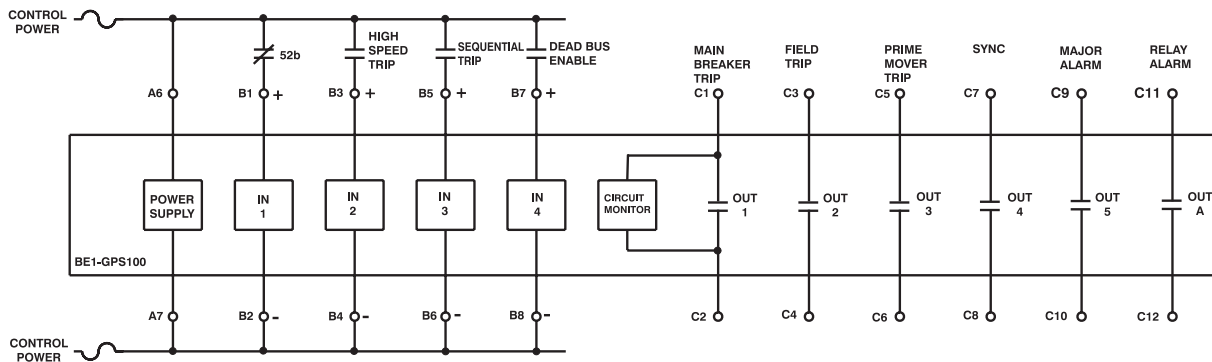 CONTROL
POWER
52b
HIGH
SPEED
TRIP
SEQUENTIAL
TRIP
DEAD BUS
ENABLE
MAIN
BREAKER
TRIP
FIELD
TRIP
PRIME
MOVER
TRIP
SYNC
MAJOR
ALARM
RELAY
ALARM
A6
B1 +
B3 +
B5 +
B7 +
C1
C3
C5
C7
C9
C11
POWER
SUPPLY
IN
1
IN
2
IN
3
IN
4
CIRCUIT
MONITOR
OUT
1
OUT
2
OUT
3
OUT
4
OUT
5
OUT
A
BE1-GPS100
A7
B2 -
B4 -
B6 -
B8 -
C2
C4
C6
C8
C10
C12
CONTROL
POWER